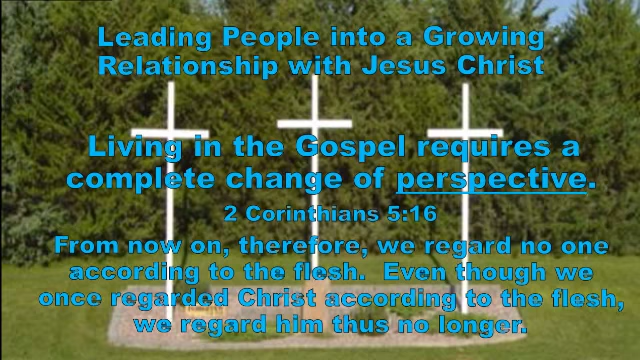 Leading People into a Growing
Relationship with Jesus Christ
Living in the Gospel requires a
complete change of perspective.
2 Corinthians 5:16
From now on, therefore, we regard no one
according to the flesh.  Even though we
once regarded Christ according to the flesh,
we regard him thus no longer.